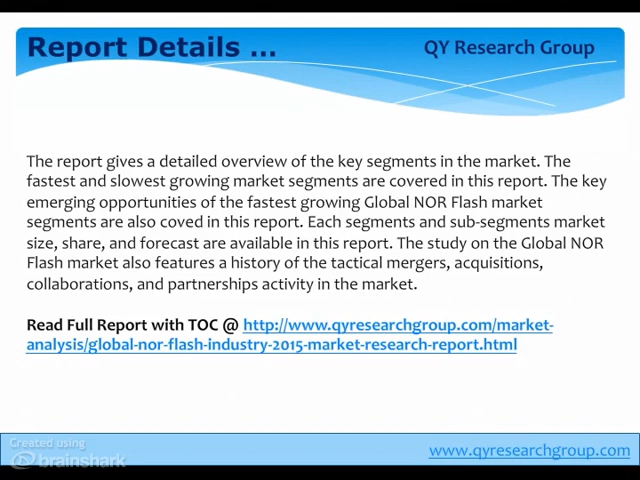 Report Details ...
QY Research Group
The report gives a detailed overview of the key segments in the market. The
fastest and slowest growing market segments are covered in this report. The key
emerging opportunities of the fastest growing Global NOR Flash market
segments are also coved in this report. Each segments and sub-segments market
size, share, and forecast are available in this report. The study on the Global NOR
Flash market also features a history of the tactical mergers, acquisitions,
collaborations, and partnerships activity in the market.
Read Full Report with TOC @ http://www.qyresearchgroup.com/market-
analysis/global-nor-flash-industry-2015-market-research-report.html
Created using
brainshark
www.qyresearchgroup.com